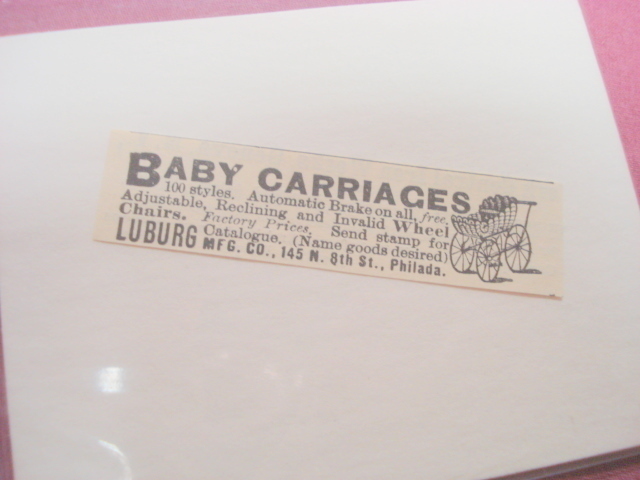 BABY CARRIAGES
100 styles. Automatic Brake on all, free.
Adjustable, Reclining and Invalid Wheel
Chairs. Factory Prices. Send stamp for
Catalogue. (Name goods desired)
LUBURG MFG. CO., 145 N. 8th St., Philada.